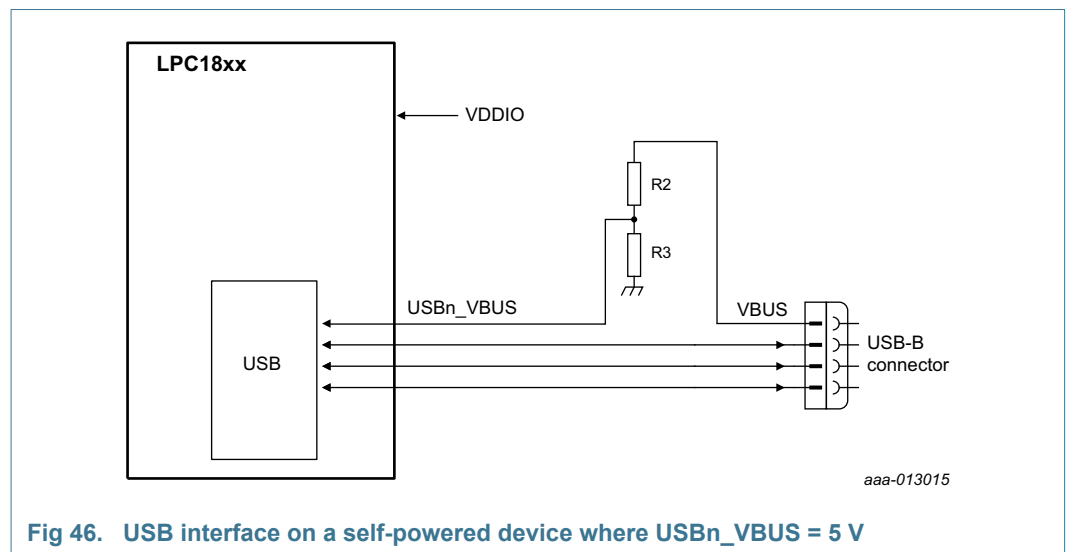 LPC18xx
VDDIO
R2
R3
USBn_VBUS
VBUS
USB
USB-B
connector
aaa-013015
Fig 46. USB interface on a self-powered device where USBn_VBUS = 5 V